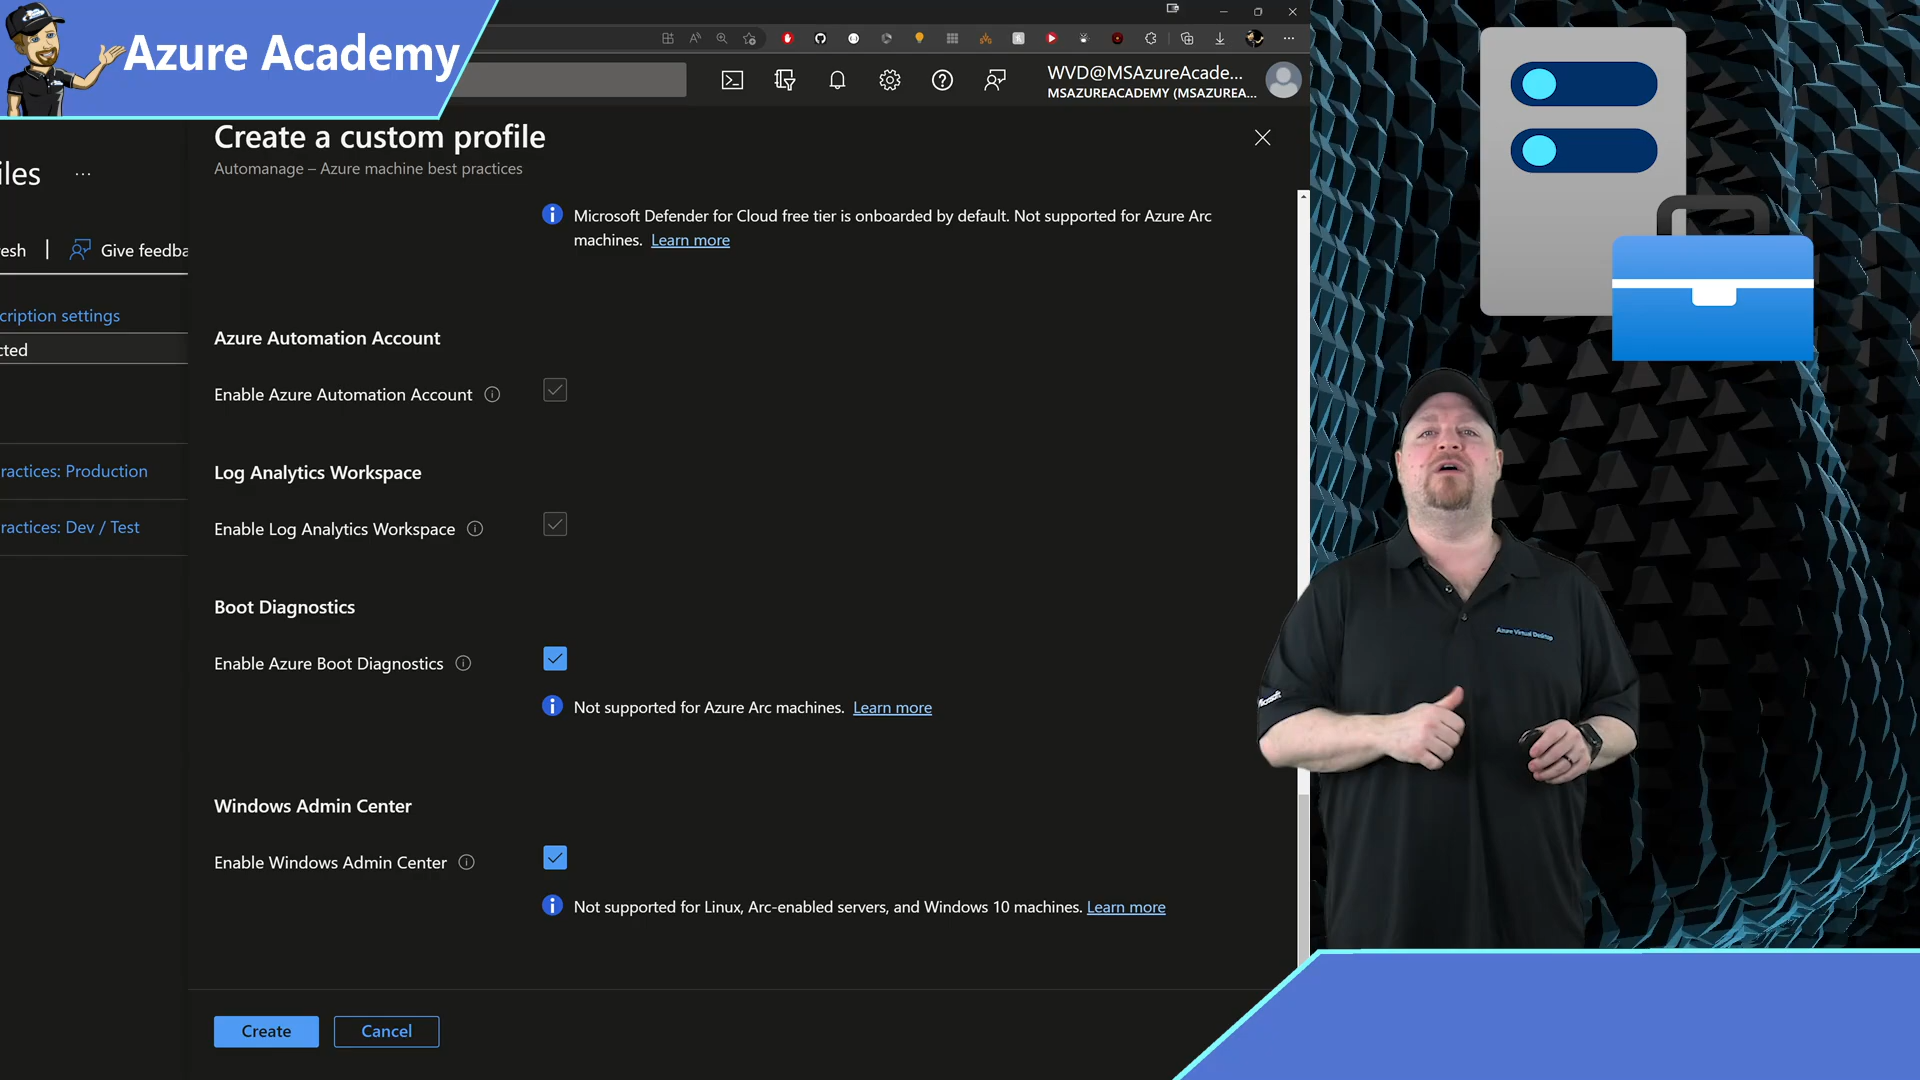 Azure Academy
WVD@MSAzureAcade...
MSAZUREACADEMY (MSAZUREA...
Create a custom profile
Automanage – Azure machine best practices
iles
...
Microsoft Defender for Cloud free tier is onboarded by default. Not supported for Azure Arc
machines. Learn more
esh
Give feedba
cription settings
cted
Azure Automation Account
Enable Azure Automation Account
ractices: Production
Log Analytics Workspace
ractices: Dev / Test
Enable Log Analytics Workspace
Boot Diagnostics
Enable Azure Boot Diagnostics
Not supported for Azure Arc machines. Learn more
Windows Admin Center
Enable Windows Admin Center
Not supported for Linux, Arc-enabled servers, and Windows 10 machines. Learn more
Create
Cancel
Azure Virtual Desktop
Microsoft